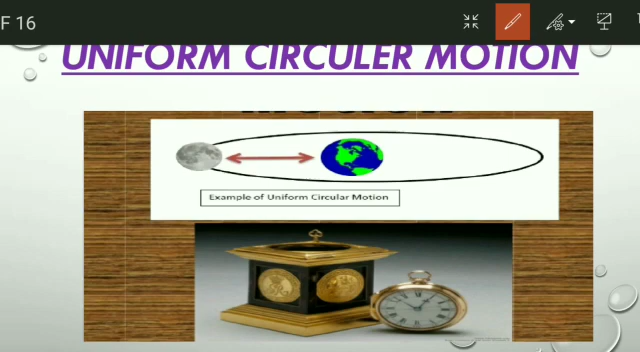 F 16
UNIFORM CIRCULER MOTION
Example of Uniform Circular Motion